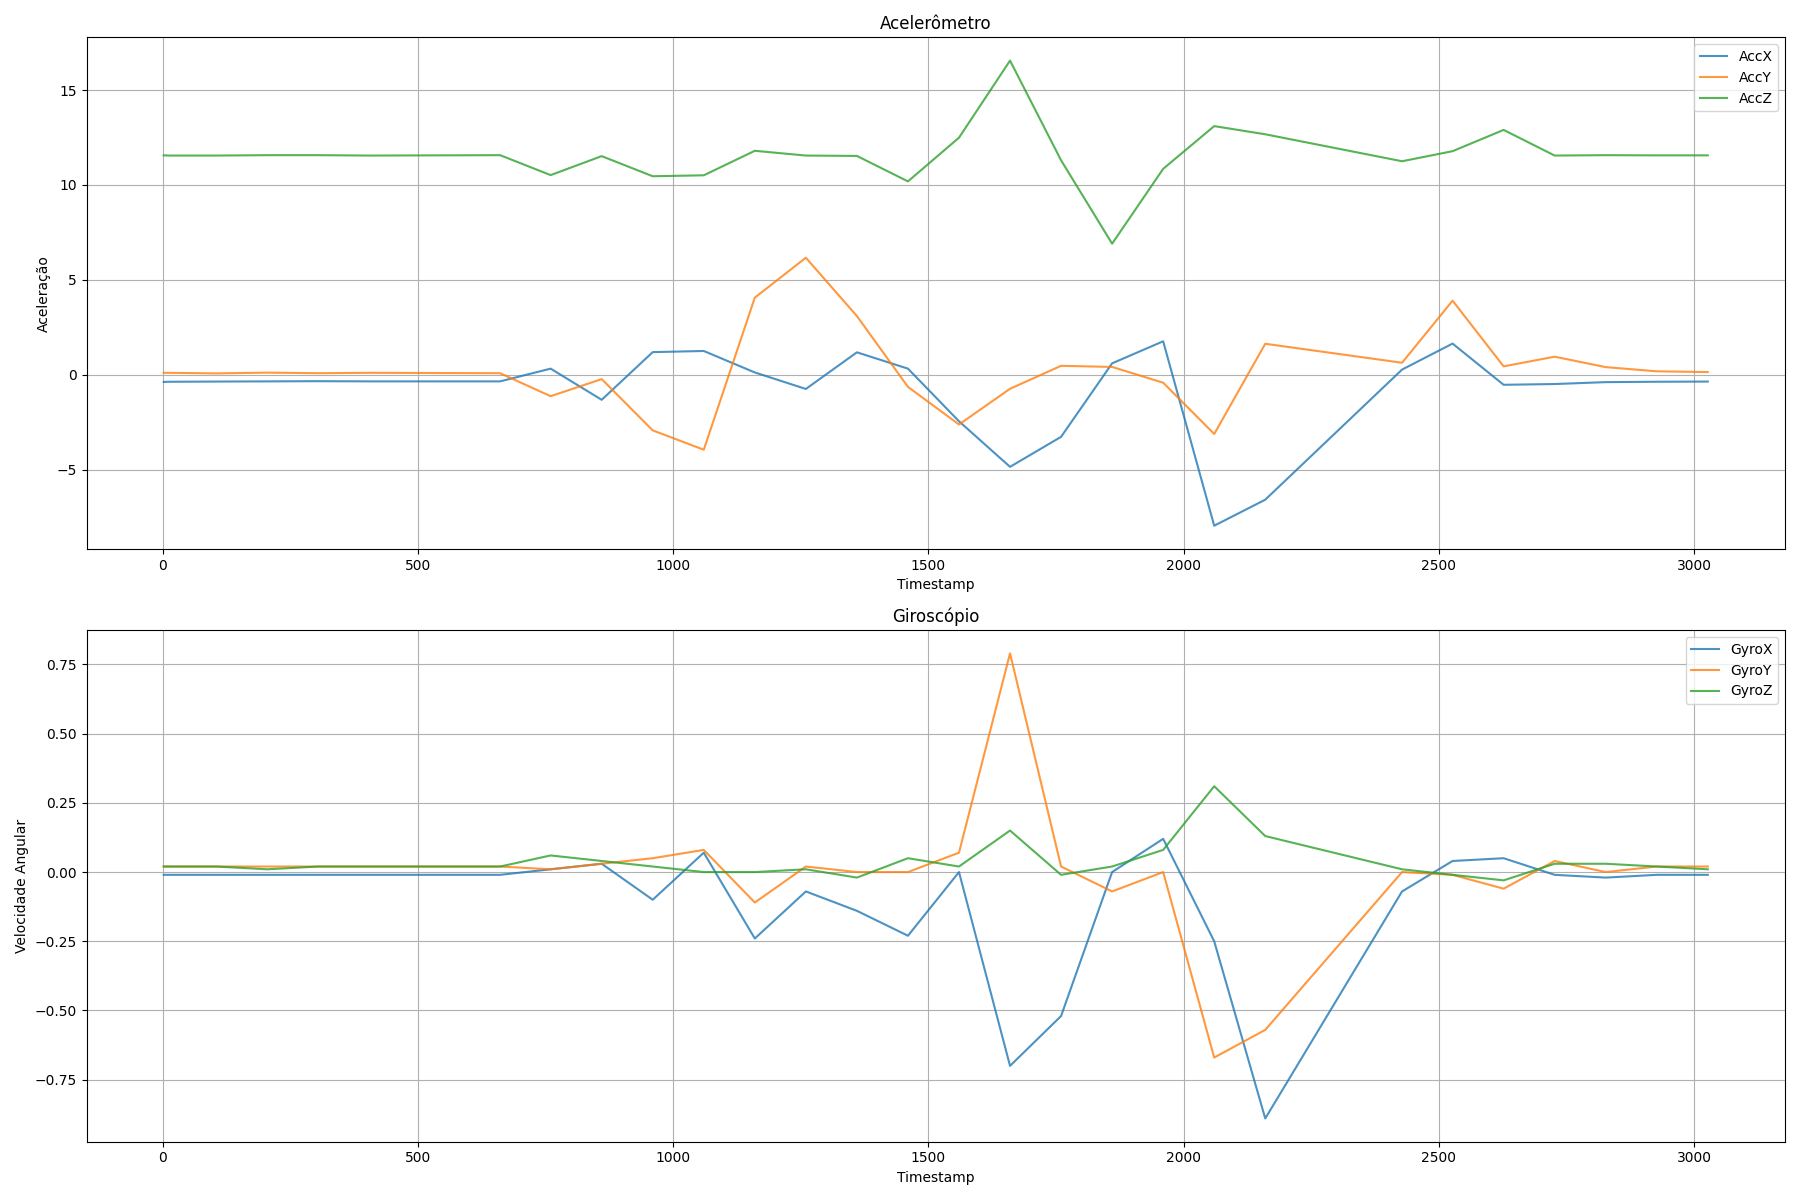 Acelerômetro
AccX
AccY
AccZ
15
10
5
0
−5
Aceleração
0 500 1000 1500 2000 2500 3000
Timestamp
Giroscópio
GyroX
GyroY
GyroZ
0.75
0.50
0.25
0.00
−0.25
−0.50
−0.75
Velocidade Angular
0 500 1000 1500 2000 2500 3000
Timestamp